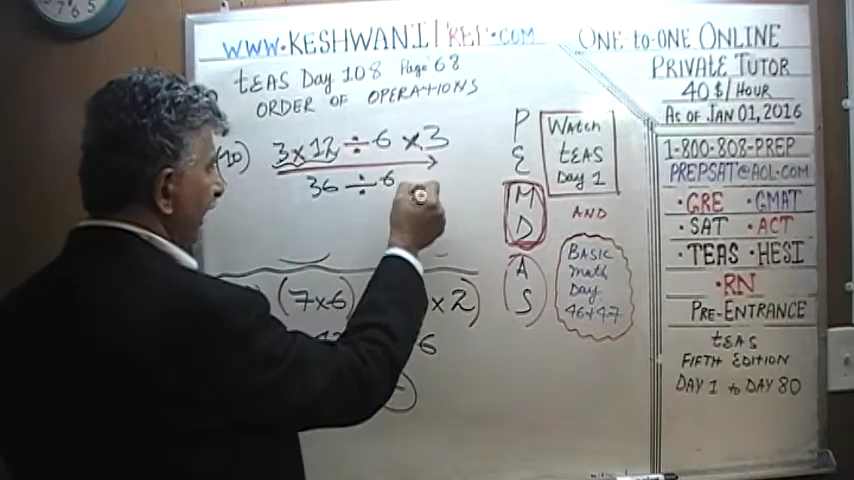 WWW.KESHWANI PREP.COM
TEAS Day 108 Page 68
ORDER OF OPERATIONS
10) 3×12÷6×3
36÷6
(7×6) ×2)
6
P
E
M
D
A
S
Watch
TEAS
Day 1
AND
BASIC
Math
Day
46+47
ONE-to-ONE ONLINE
PRIVATE TUTOR
40 $/HOUR
AS OF JAN 01, 2016
1-800-808-PREP
PREPSAT@AOL.COM
• GRE • GMAT
• SAT • ACT
• TEAS • HESI
• RN
PRE-ENTRANCE
TEAS
FIFTH EDITION
DAY 1 to DAY 80